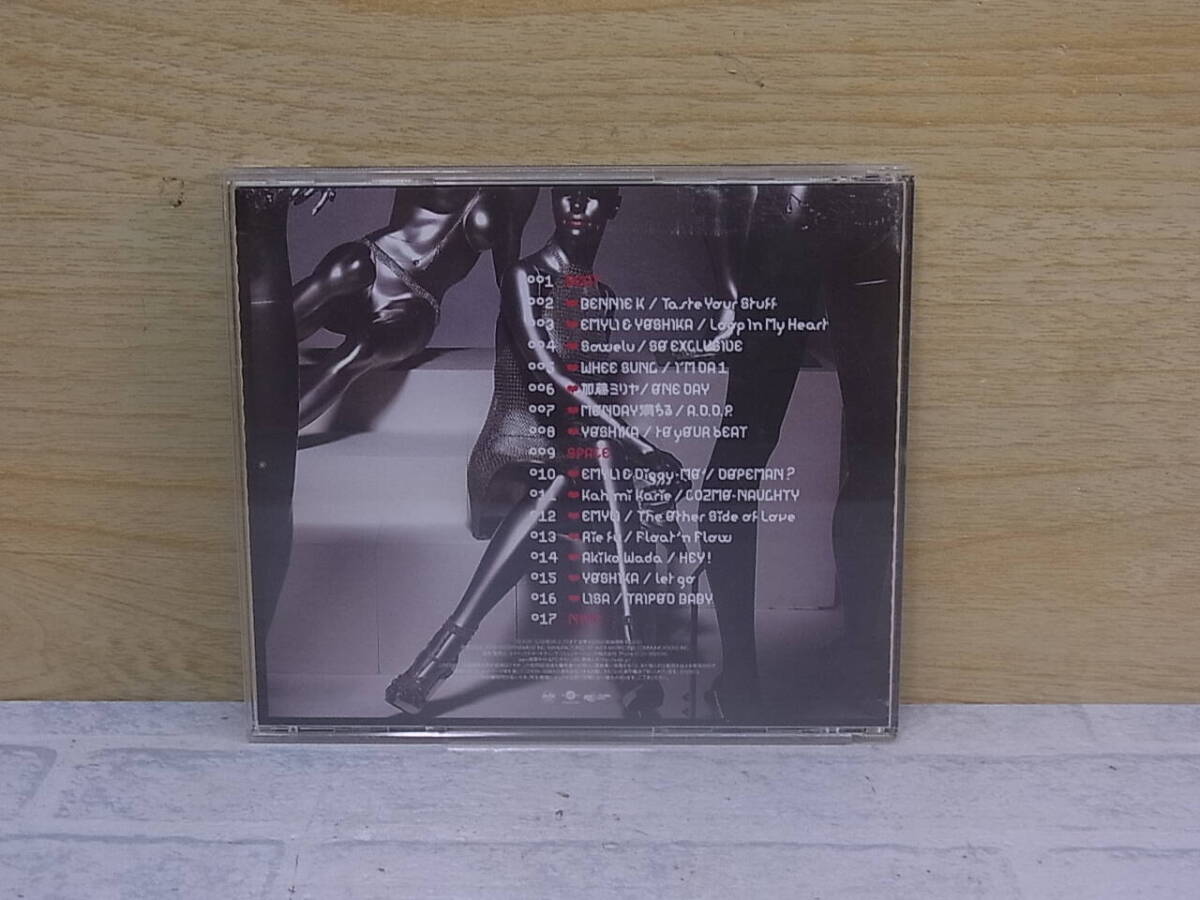 001
002 BENNIE K / Taste Your Stuff
003 EMYLI & YOSHIKA / Loop In My Heart
004 Sowelu / SO EXCLUSIVE
005 WHEE SUNG / I'M DA 1
006 加藤ミリヤ / ONE DAY
007 MONDAY満ちる / A.D.D.P.
008 YOSHIKA / to yOUR bEAT
009 SPACE
010 EMYLI & Diggy-MO' / DOPEMAN?
011 Kahimi Karie / COZMO-NAUGHTY
012 EMYLI / The Other Side of Love
013 Rie fu / Float'n Flow
014 Akiko Wada / HEY!
015 YOSHIKA / let go
016 LISA / TRIPOD BABY
017